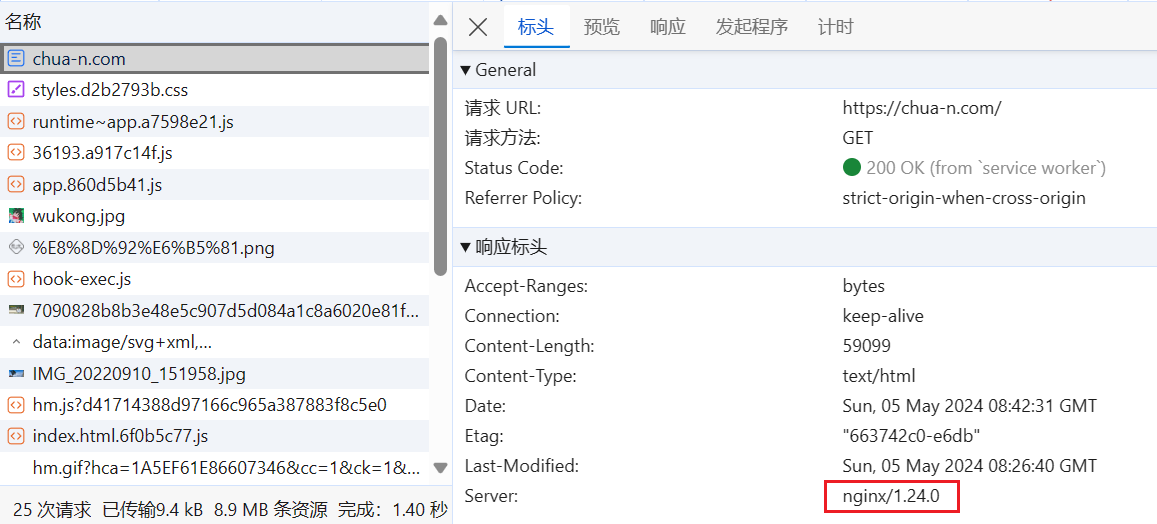 名称
chua-n.com
styles.d2b2793b.css
runtime~app.a7598e21.js
36193.a917c14f.js
app.860d5b41.js
wukong.jpg
%E8%8D%92%E6%B5%81.png
hook-exec.js
7090828b8b3e48e5c907d5d084a1c8a6020e81f...
data:image/svg+xml,...
IMG_20220910_151958.jpg
hm.js?d41714388d97166c965a387883f8c5e0
index.html.6f0b5c77.js
hm.gif?hca=1A5EF61E86607346&cc=1&ck=1&...
25 次请求 已传输9.4 kB 8.9 MB 条资源 完成：1.40 秒
标头 预览 响应 发起程序 计时
General
请求 URL: https://chua-n.com/
请求方法: GET
Status Code: 200 OK (from `service worker`)
Referrer Policy: strict-origin-when-cross-origin
响应标头
Accept-Ranges: bytes
Connection: keep-alive
Content-Length: 59099
Content-Type: text/html
Date: Sun, 05 May 2024 08:42:31 GMT
Etag: "663742c0-e6db"
Last-Modified: Sun, 05 May 2024 08:26:40 GMT
Server: nginx/1.24.0